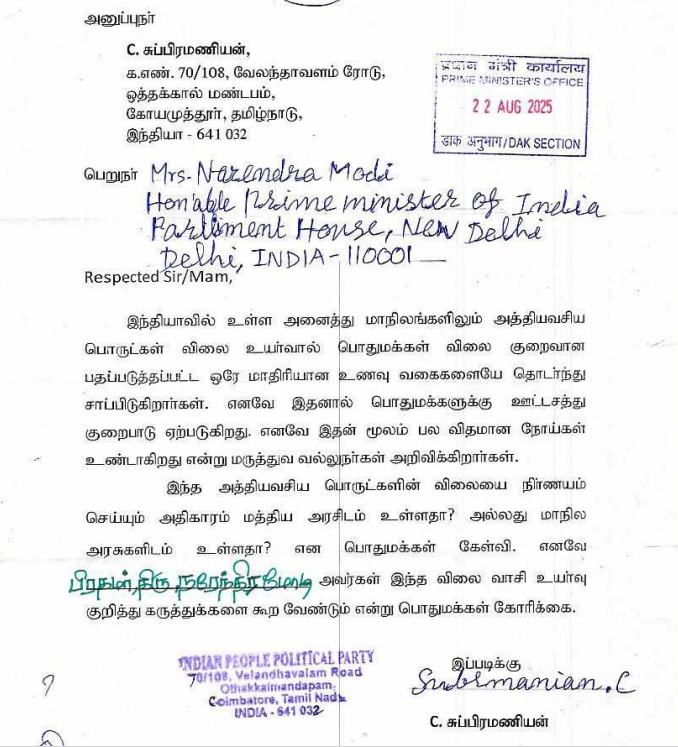 அனுப்புநர்
C. சுப்பிரமணியன்,
க.எண். 70/108, வேலந்தாவளம் ரோடு,
ஒத்தக்கால் மண்டபம்,
கோயமுத்தூர், தமிழ்நாடு,
இந்தியா - 641 032
प्रधान मंत्री कार्यालय
PRIME MINISTER'S OFFICE
22 AUG 2025
डाक अनुभाग/DAK SECTION
பெறுநர் Mrs. Narendra Modi
Hon'able Prime minister of India
Parliment House, New Delhi
Delhi, INDIA - 110001
Respected Sir/Mam,
இந்தியாவில் உள்ள அனைத்து மாநிலங்களிலும் அத்தியவசிய
பொருட்கள் விலை உயர்வால் பொதுமக்கள் விலை குறைவான
பதப்படுத்தப்பட்ட ஒரே மாதிரியான உணவு வகைகளையே தொடர்ந்து
சாப்பிடுகிறார்கள். எனவே இதனால் பொதுமக்களுக்கு ஊட்டசத்து
குறைபாடு ஏற்படுகிறது. எனவே இதன் மூலம் பல விதமான நோய்கள்
உண்டாகிறது என்று மருத்துவ வல்லுநர்கள் அறிவிக்கிறார்கள்.
இந்த அத்தியவசிய பொருட்களின் விலையை நிர்ணயம்
செய்யும் அதிகாரம் மத்திய அரசிடம் உள்ளதா? அல்லது மாநில
அரசுகளிடம் உள்ளதா? என பொதுமக்கள் கேள்வி. எனவே
பிரதமர் திரு நரேந்திரமோடி அவர்கள் இந்த விலை வாசி உயர்வு
குறித்து கருத்துக்களை கூற வேண்டும் என்று பொதுமக்கள் கோரிக்கை.
INDIAN PEOPLE POLITICAL PARTY
70/108, Velandhavalam Road
Othakkalmandapam,
Coimbatore, Tamil Nadu
INDIA - 641 032
இப்படிக்கு
Subrmanian.C
C. சுப்பிரமணியன்